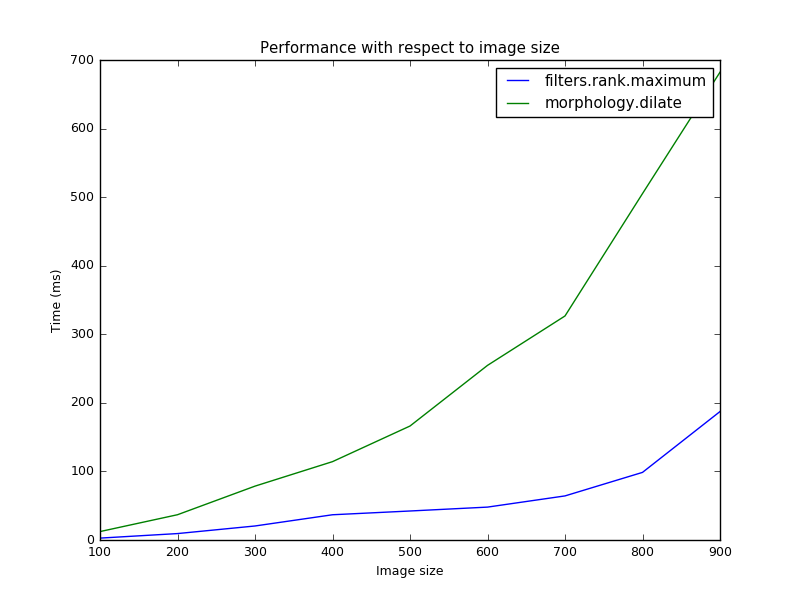 Performance with respect to image size
filters.rank.maximum
morphology.dilate
700
600
500
400
300
200
100
0
Time (ms)
100 200 300 400 500 600 700 800 900
Image size